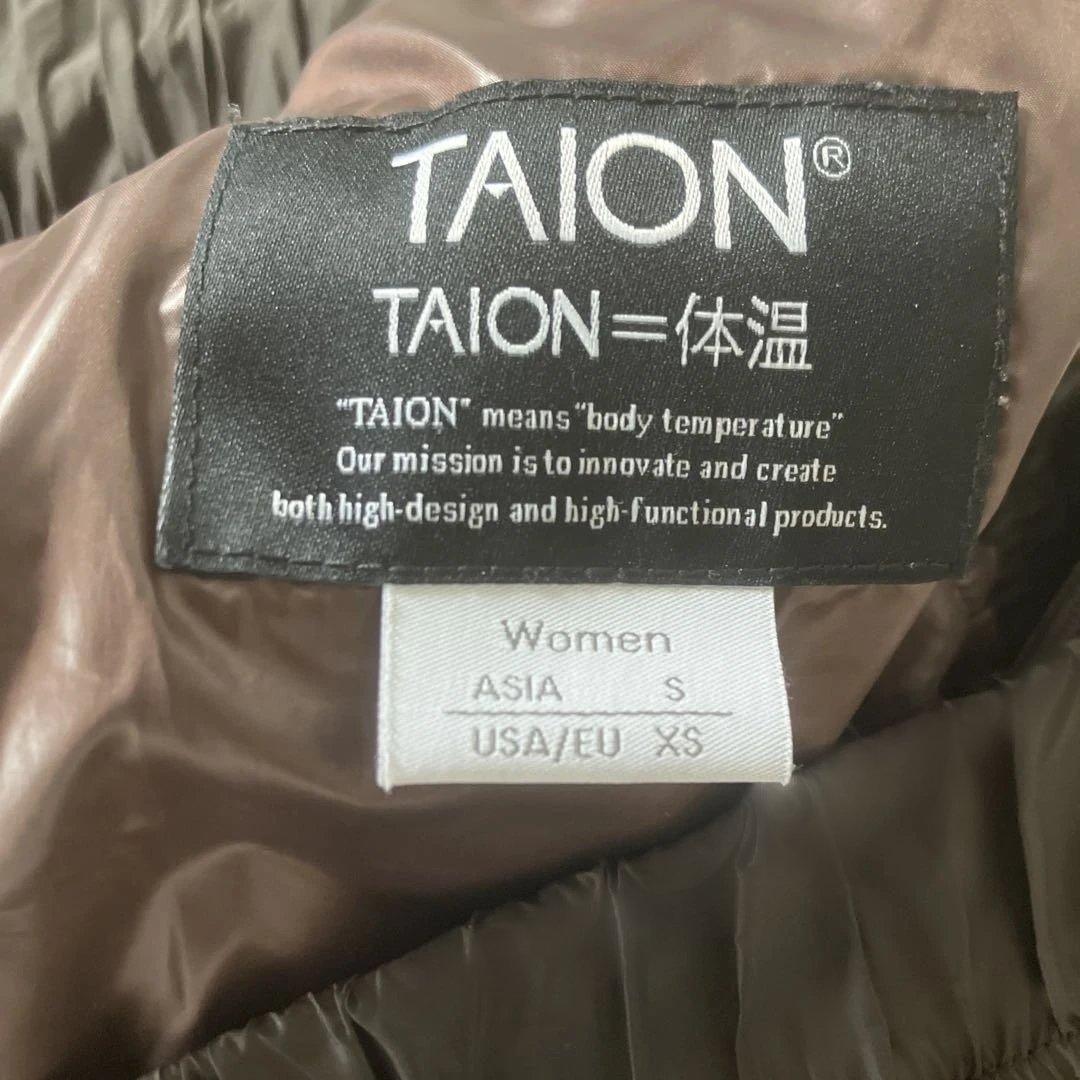 TAION®
TAION=体温
"TAION" means "body temperature"
Our mission is to innovate and create
both high-design and high-functional products.
Women
ASIA S
USA/EU XS